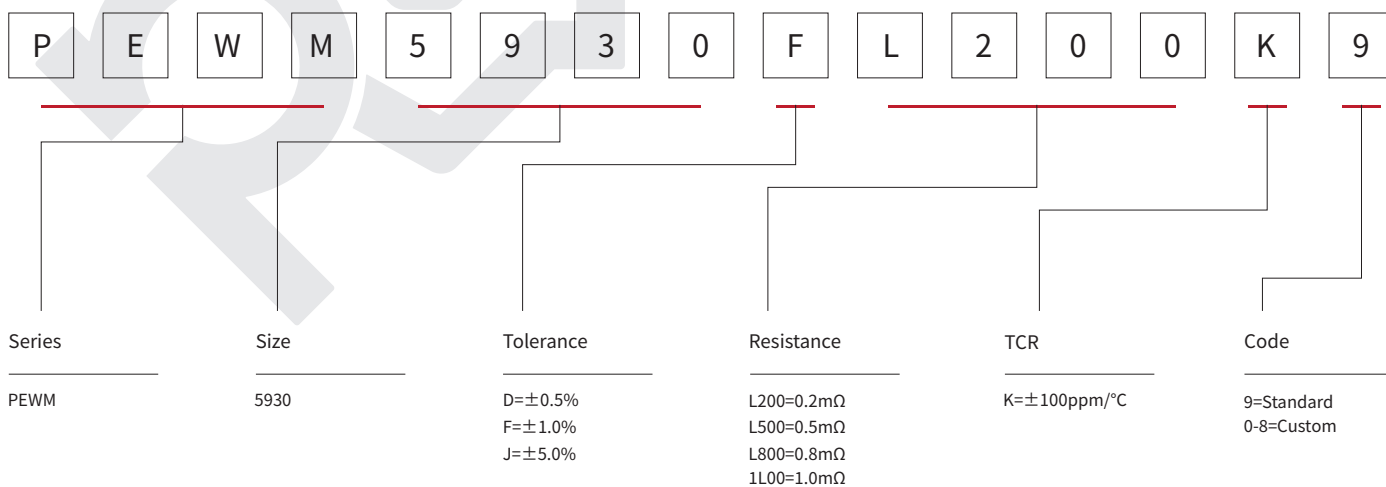 P E W M 5 9 3 0 F L 2 0 0 K 9
Series Size Tolerance Resistance TCR Code
PEWM 5930 D=±0.5% L200=0.2mΩ K=±100ppm/°C 9=Standard
F=±1.0% L500=0.5mΩ 0-8=Custom
J=±5.0% L800=0.8mΩ
1L00=1.0mΩ